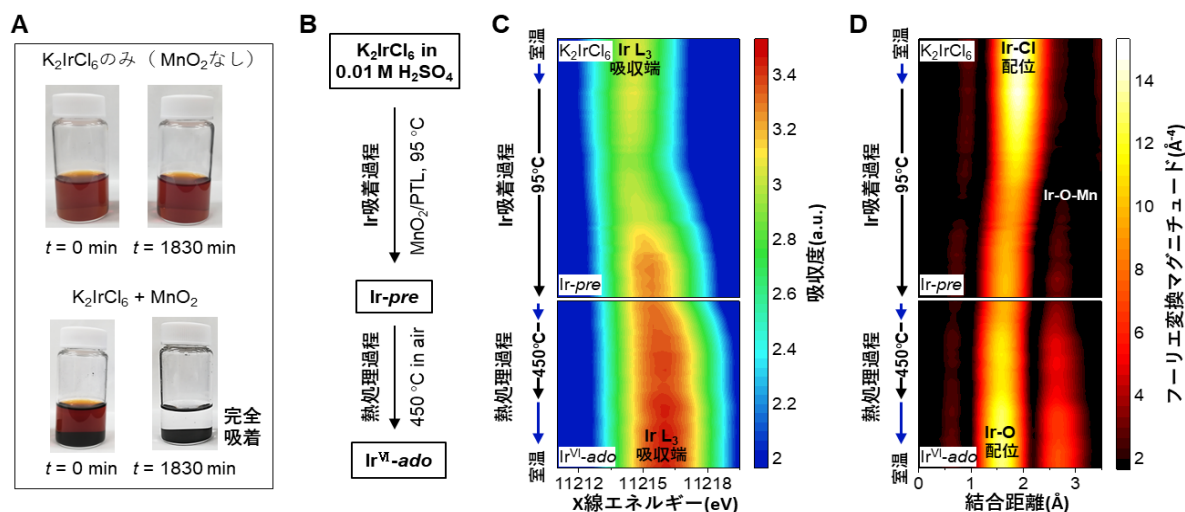 A
K₂IrCl₆のみ（MnO₂なし）
t = 0 min
t = 1830 min
K₂IrCl₆ + MnO₂
完全
吸着
t = 0 min
t = 1830 min
B
K₂IrCl₆ in
0.01 M H₂SO₄
Ir吸着過程
MnO₂/PTL, 95 °C
Ir-pre
熱処理過程
450 °C in air
Irⱽᴵ-ado
C
室温
Ir吸着過程
95°C
熱処理過程
450°C
室温
K₂IrCl₆
Ir L₃
吸収端
Ir-pre
Ir L₃
吸収端
Irⱽᴵ-ado
11212
11215
11218
X線エネルギー(eV)
3.4
3.2
3
2.8
2.6
2.4
2.2
2
吸収度(a.u.)
D
室温
Ir吸着過程
95°C
熱処理過程
450°C
室温
K₂IrCl₆
Ir-Cl
配位
Ir-O-Mn
Ir-pre
Ir-O
配位
Irⱽᴵ-ado
0
1
2
3
結合距離(Å)
14
12
10
8
6
4
2
フーリエ変換マグニチュード(Å⁻⁴)